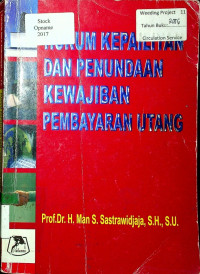 Stock
Opname
2017
Weeding Project
Tahun Buku:
Circulation Service
HUKUM KEPAILITAN
DAN PENUNDAAN
KEWAJIBAN
PEMBAYARAN UTANG
Prof.Dr. H. Man S. Sastrawidjaja, S.H., S.U.